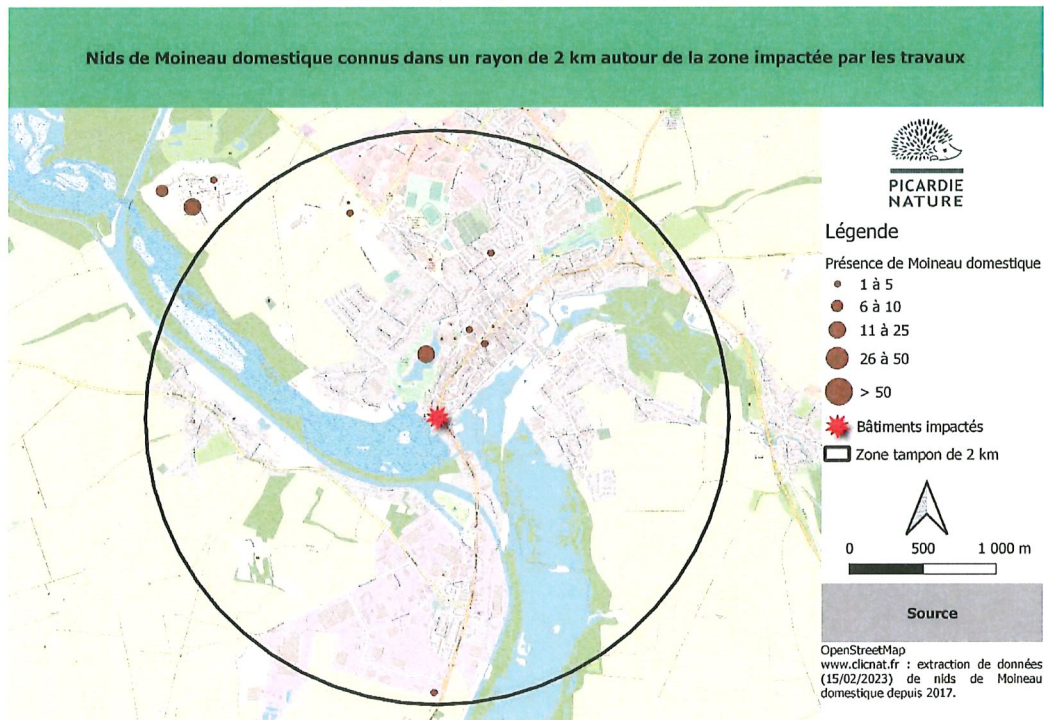 Nids de Moineau domestique connus dans un rayon de 2 km autour de la zone impactée par les travaux
PICARDIE
NATURE
Légende
Présence de Moineau domestique
1 à 5
6 à 10
11 à 25
26 à 50
> 50
Bâtiments impactés
Zone tampon de 2 km
0 500 1 000 m
Source
OpenStreetMap
www.clicnat.fr : extraction de données
(15/02/2023) de nids de Moineau
domestique depuis 2017.